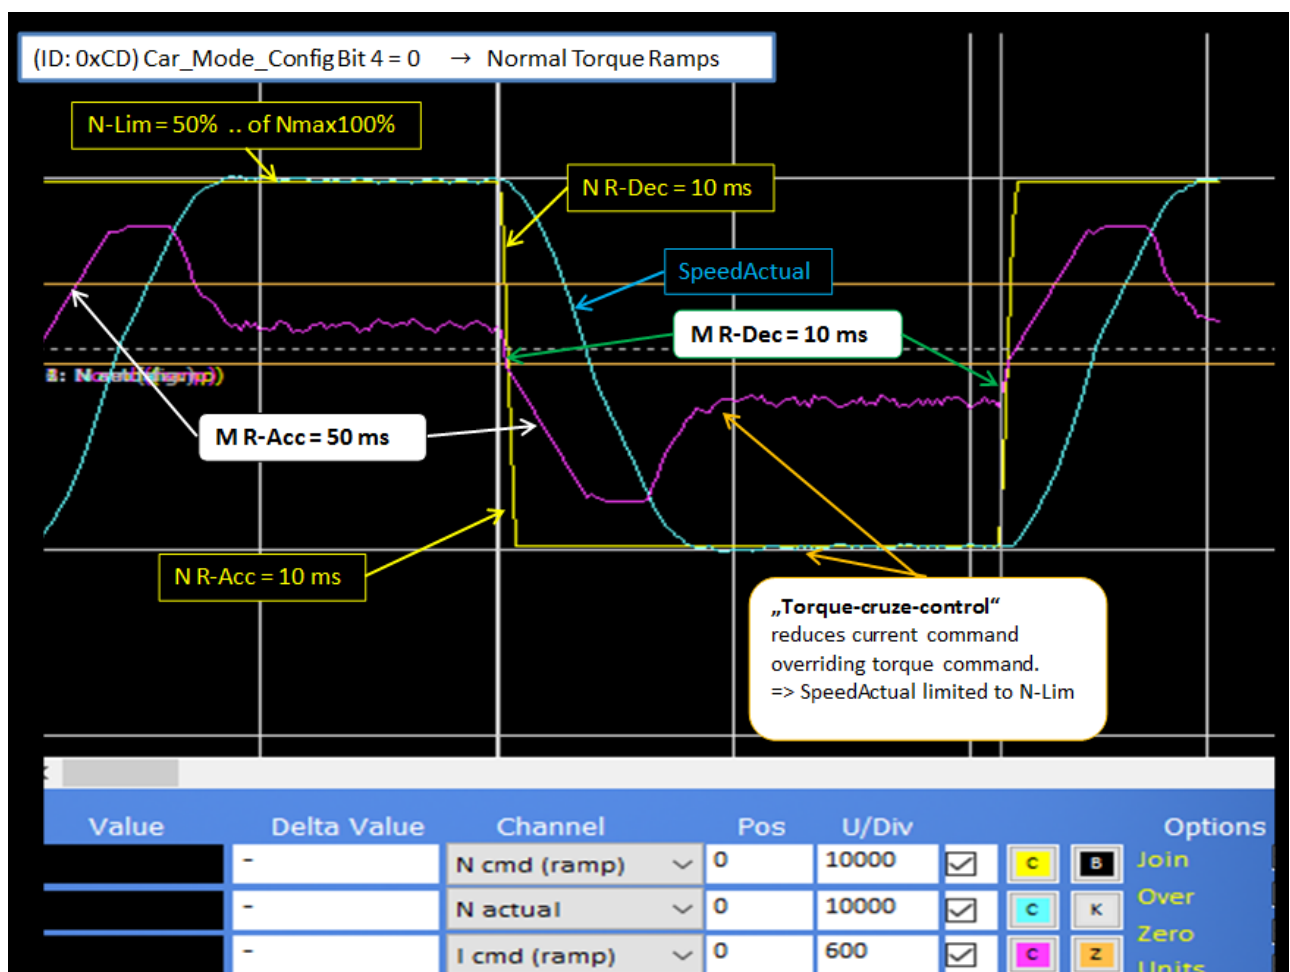 (ID: 0xCD) Car_Mode_Config Bit 4 = 0 → Normal Torque Ramps
N-Lim = 50% .. of Nmax100%
N R-Dec = 10 ms
SpeedActual
M R-Dec = 10 ms
M R-Acc = 50 ms
N R-Acc = 10 ms
„Torque-cruze-control“
reduces current command
overriding torque command.
=> SpeedActual limited to N-Lim
Value Delta Value Channel Pos U/Div Options
- N cmd (ramp) 0 10000 C B Join
- N actual 0 10000 C K Over
Zero
- I cmd (ramp) 0 600 C Z
Units